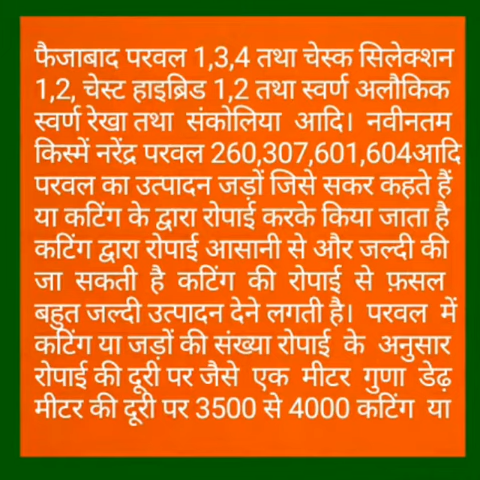 फैजाबाद परवल 1,3,4 तथा चेस्क सिलेक्शन
1,2, चेस्ट हाइब्रिड 1,2 तथा स्वर्ण अलौकिक
स्वर्ण रेखा तथा संकोलिया आदि। नवीनतम
किस्में नरेंद्र परवल 260,307,601,604आदि
परवल का उत्पादन जड़ों जिसे सकर कहते हैं
या कटिंग के द्वारा रोपाई करके किया जाता है
कटिंग द्वारा रोपाई आसानी से और जल्दी की
जा सकती है कटिंग की रोपाई से फ़सल
बहुत जल्दी उत्पादन देने लगती है। परवल में
कटिंग या जड़ों की संख्या रोपाई के अनुसार
रोपाई की दूरी पर जैसे एक मीटर गुणा डेढ़
मीटर की दूरी पर 3500 से 4000 कटिंग या